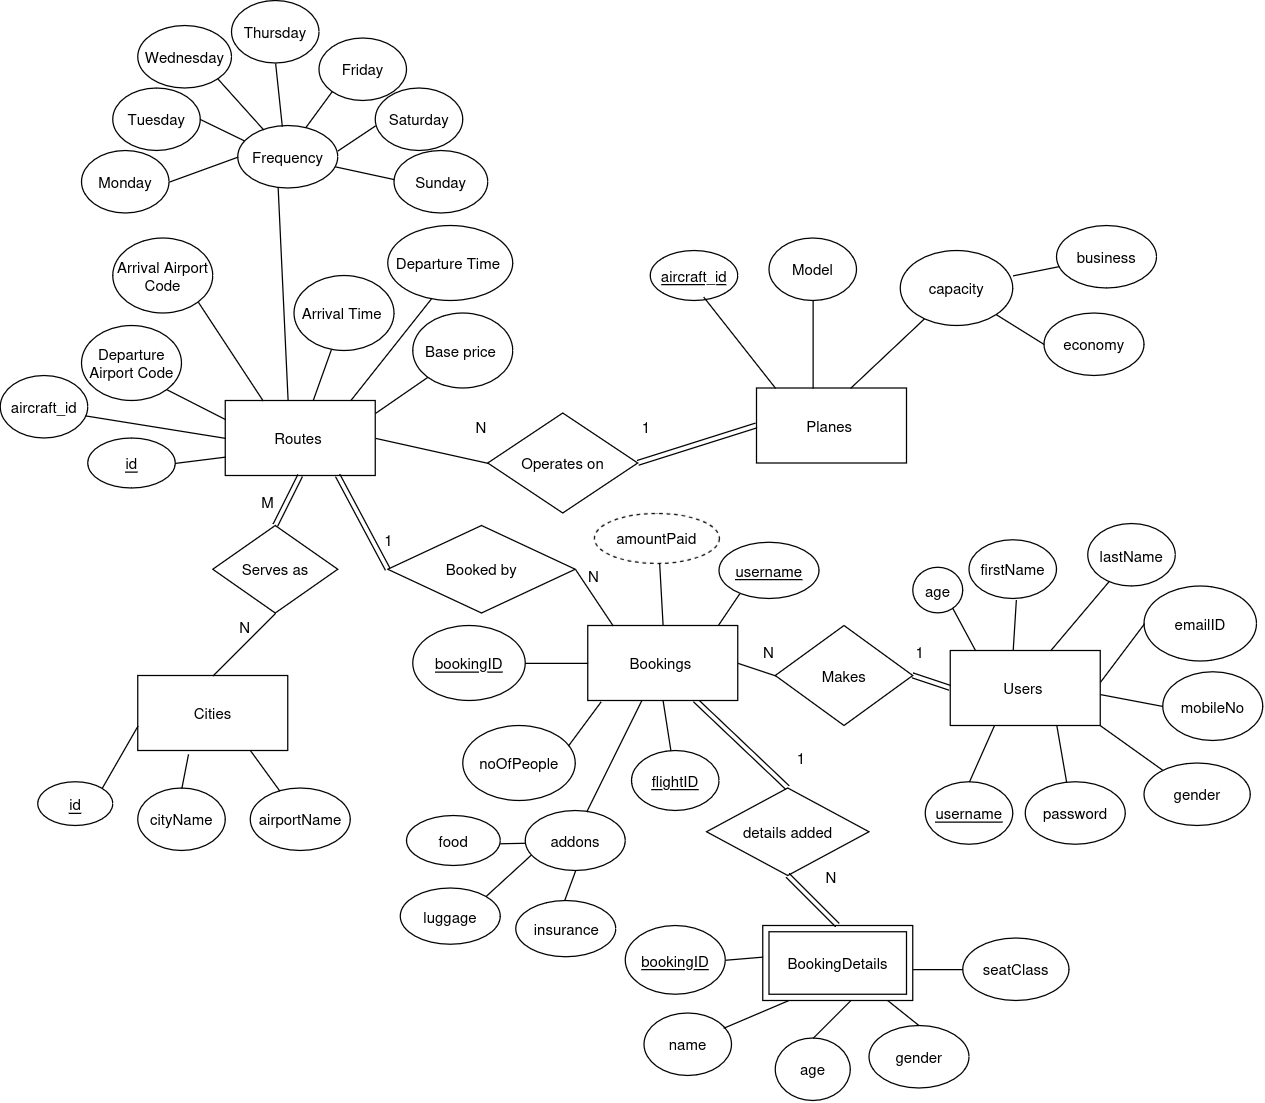 Thursday
Wednesday
Friday
Tuesday
Saturday
Frequency
Monday
Sunday
Arrival Airport
Code
Departure Time
Arrival Time
Departure
Airport Code
Base price
aircraft_id
id
Routes
aircraft_id
Model
capacity
business
economy
Planes
N
Operates on
1
M
Serves as
N
1
Booked by
N
Cities
id
cityName
airportName
amountPaid
username
bookingID
Bookings
noOfPeople
flightID
addons
food
luggage
insurance
N
Makes
1
age
firstName
lastName
emailID
mobileNo
gender
Users
username
password
1
details added
N
BookingDetails
bookingID
seatClass
name
age
gender